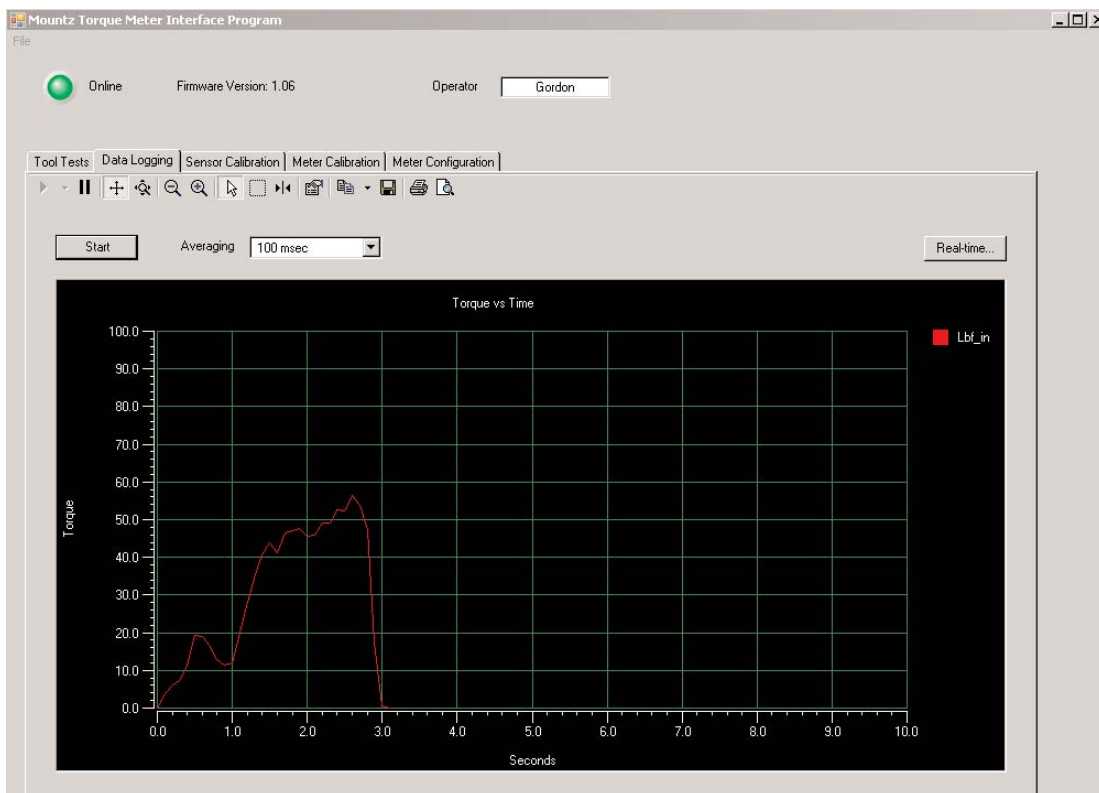 Mountz Torque Meter Interface Program
File
Online Firmware Version: 1.06 Operator Gordon
Tool Tests Data Logging Sensor Calibration Meter Calibration Meter Configuration
Start Averaging 100 msec Real-time...
Torque vs Time
Lbf_in
100.0
90.0
80.0
70.0
60.0
50.0
40.0
30.0
20.0
10.0
0.0
Torque
0.0 1.0 2.0 3.0 4.0 5.0 6.0 7.0 8.0 9.0 10.0
Seconds